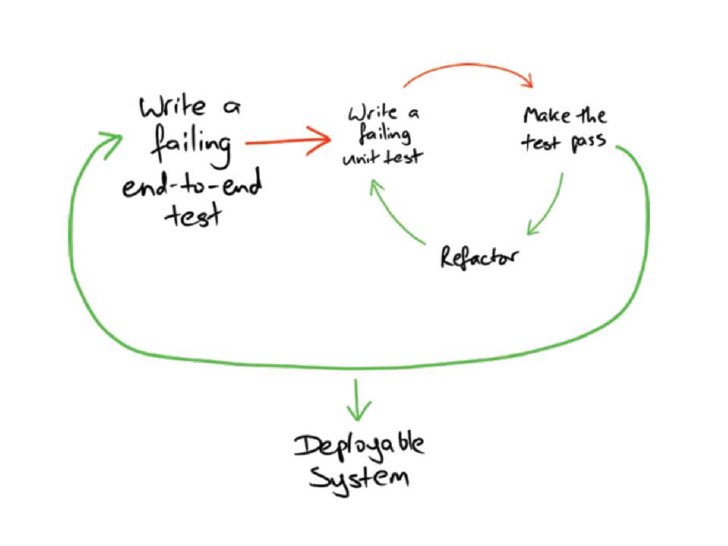 Write a
failing
end-to-end
test
Write a
failing
unit test
Make the
test pass
Refactor
Deployable
System